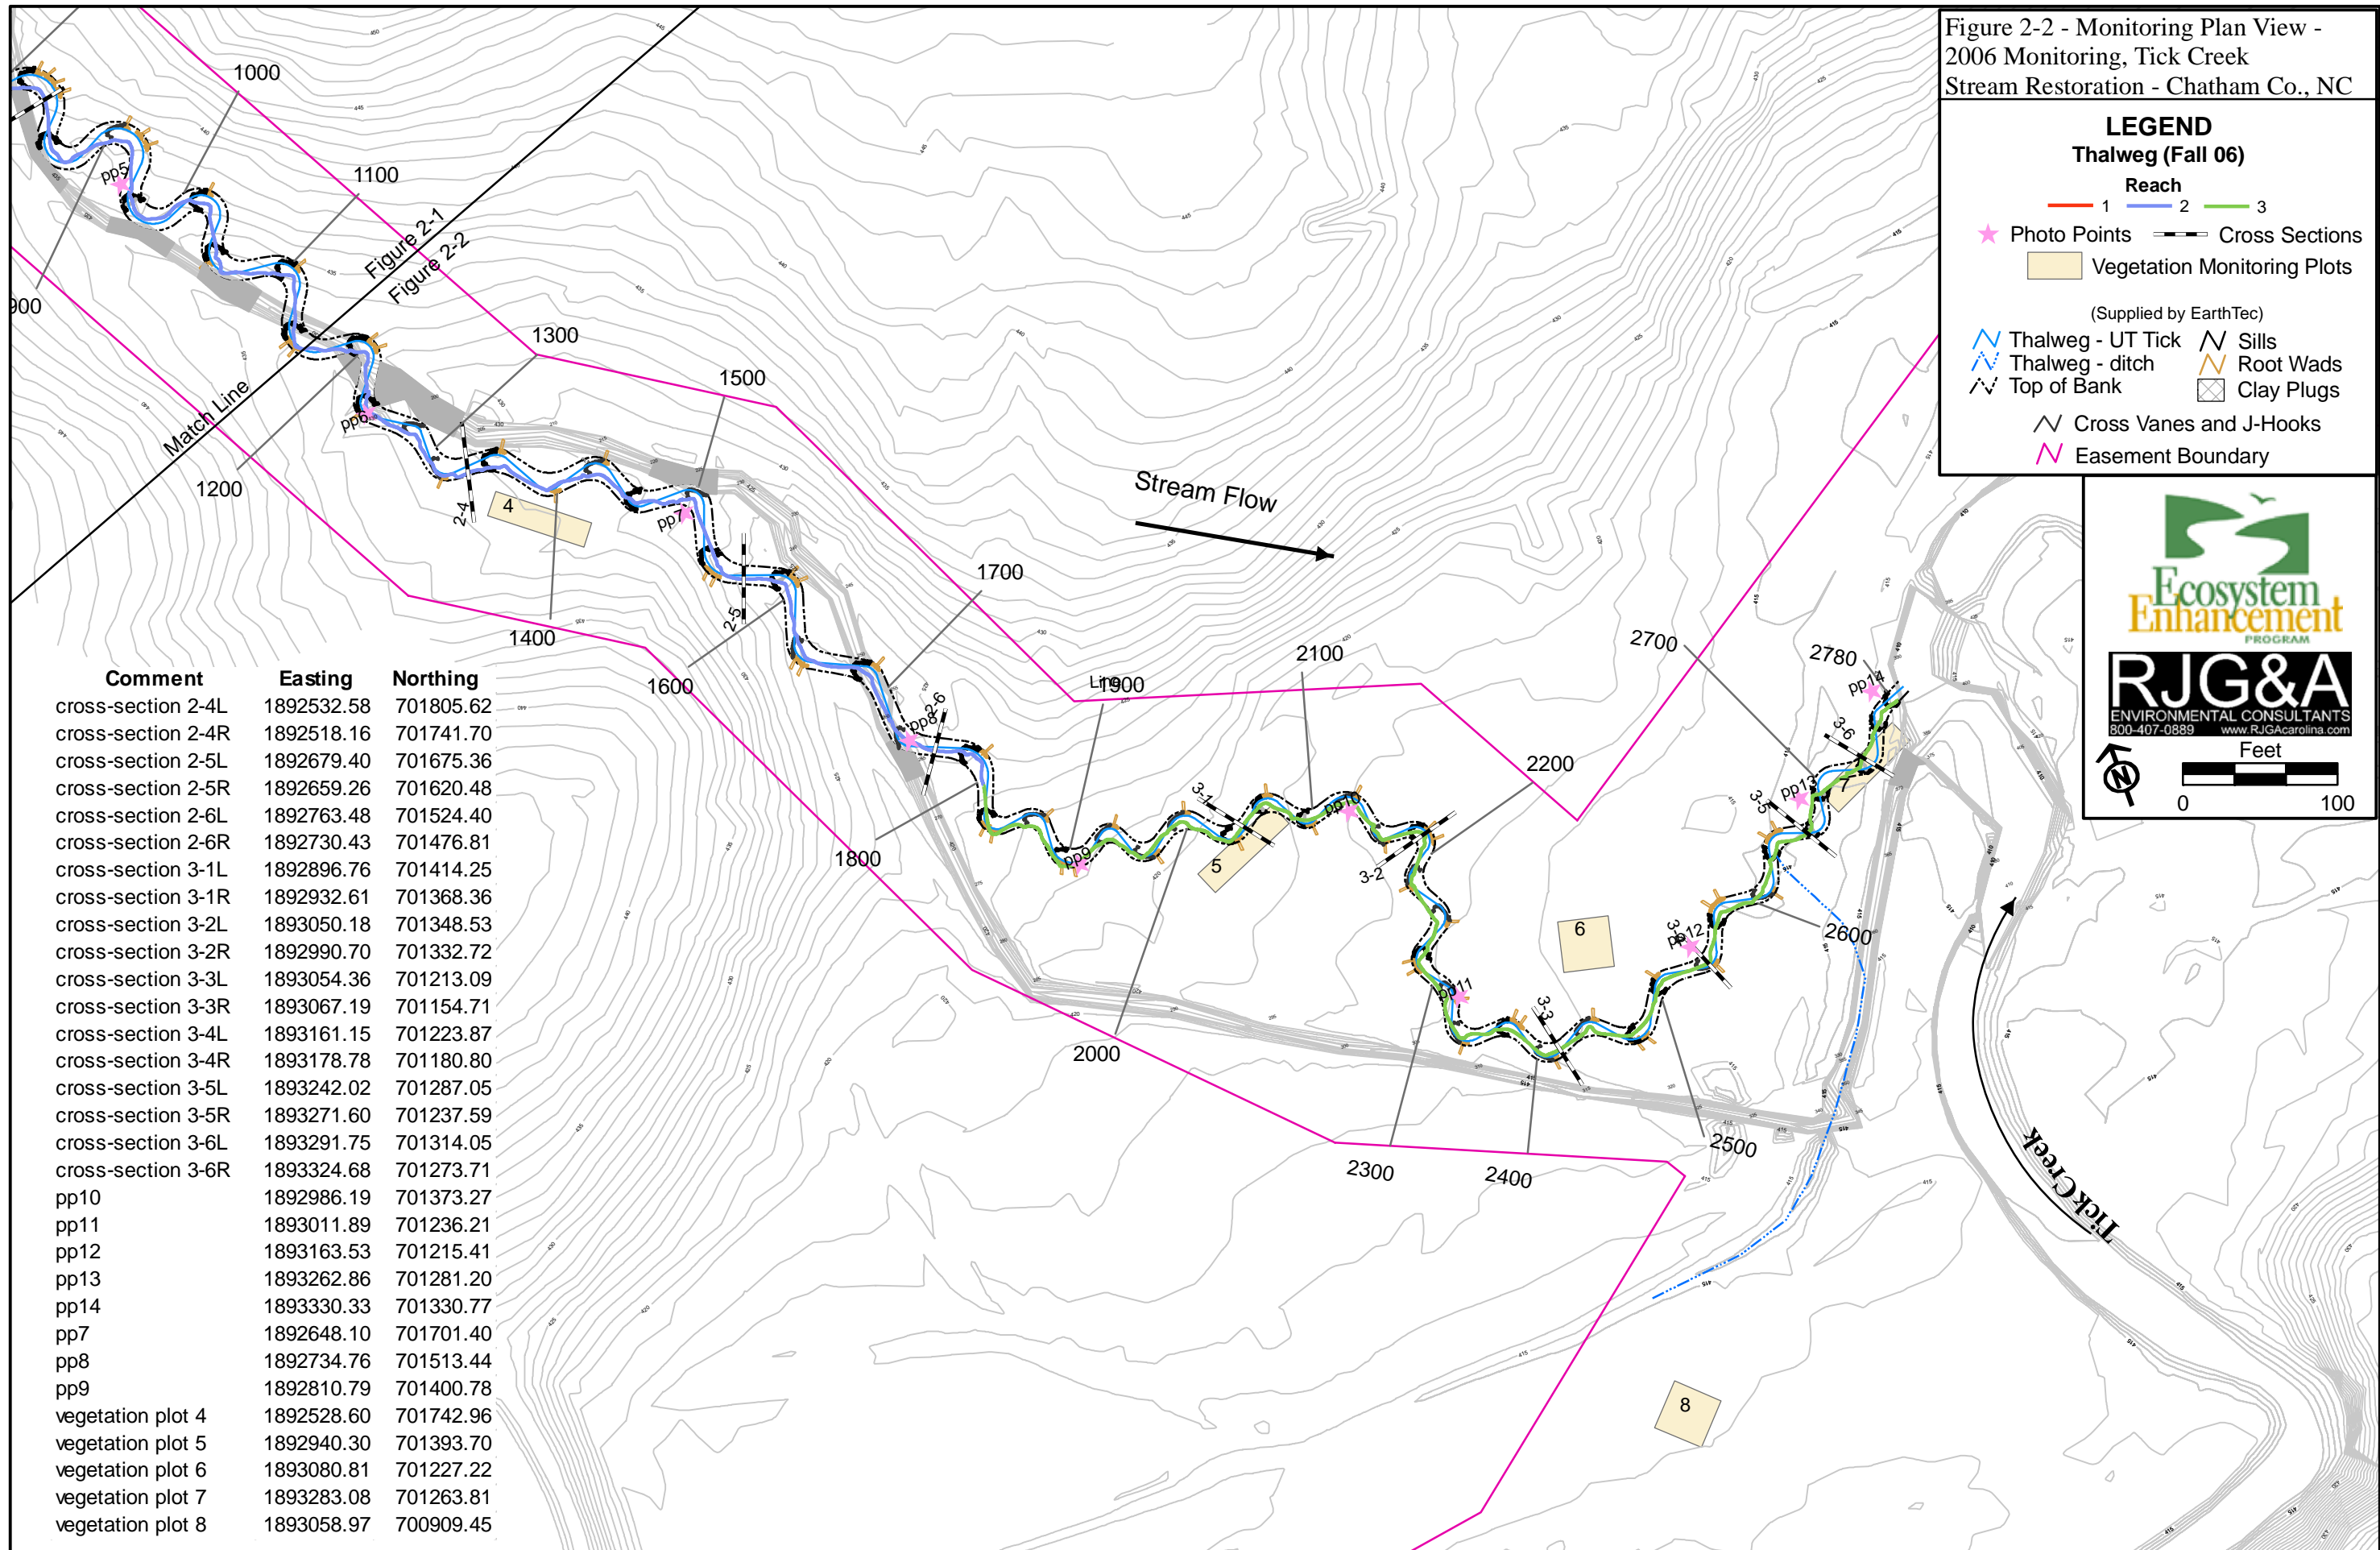 Figure 2-2 - Monitoring Plan View -
2006 Monitoring, Tick Creek
Stream Restoration - Chatham Co., NC
LEGEND
Thalweg (Fall 06)
Reach
1 2 3
Photo Points Cross Sections
Vegetation Monitoring Plots
(Supplied by EarthTec)
Thalweg - UT Tick Sills
Thalweg - ditch Root Wads
Top of Bank Clay Plugs
Cross Vanes and J-Hooks
Easement Boundary
Ecosystem
Enhancement
PROGRAM
RJG&A
ENVIRONMENTAL CONSULTANTS
800-407-0889 www.RJGAcarolina.com
N
Feet
0 100
1000
1100
900
pp5
Figure 2-1
Figure 2-2
Match Line
1200
pp6
1300
1500
2-4
4
pp7
1400
2-5
1600
1700
Stream Flow
2-6
pp8
Line
1900
1800
pp9
2000
2100
3-1
5
pp10
3-2
2200
pp11
2300
2400
3-3
2500
6
pp12
2600
2700
3-5
pp13
7
3-6
2780
pp14
8
Tick Creek
Comment Easting Northing
cross-section 2-4L 1892532.58 701805.62
cross-section 2-4R 1892518.16 701741.70
cross-section 2-5L 1892679.40 701675.36
cross-section 2-5R 1892659.26 701620.48
cross-section 2-6L 1892763.48 701524.40
cross-section 2-6R 1892730.43 701476.81
cross-section 3-1L 1892896.76 701414.25
cross-section 3-1R 1892932.61 701368.36
cross-section 3-2L 1893050.18 701348.53
cross-section 3-2R 1892990.70 701332.72
cross-section 3-3L 1893054.36 701213.09
cross-section 3-3R 1893067.19 701154.71
cross-section 3-4L 1893161.15 701223.87
cross-section 3-4R 1893178.78 701180.80
cross-section 3-5L 1893242.02 701287.05
cross-section 3-5R 1893271.60 701237.59
cross-section 3-6L 1893291.75 701314.05
cross-section 3-6R 1893324.68 701273.71
pp10 1892986.19 701373.27
pp11 1893011.89 701236.21
pp12 1893163.53 701215.41
pp13 1893262.86 701281.20
pp14 1893330.33 701330.77
pp7 1892648.10 701701.40
pp8 1892734.76 701513.44
pp9 1892810.79 701400.78
vegetation plot 4 1892528.60 701742.96
vegetation plot 5 1892940.30 701393.70
vegetation plot 6 1893080.81 701227.22
vegetation plot 7 1893283.08 701263.81
vegetation plot 8 1893058.97 700909.45